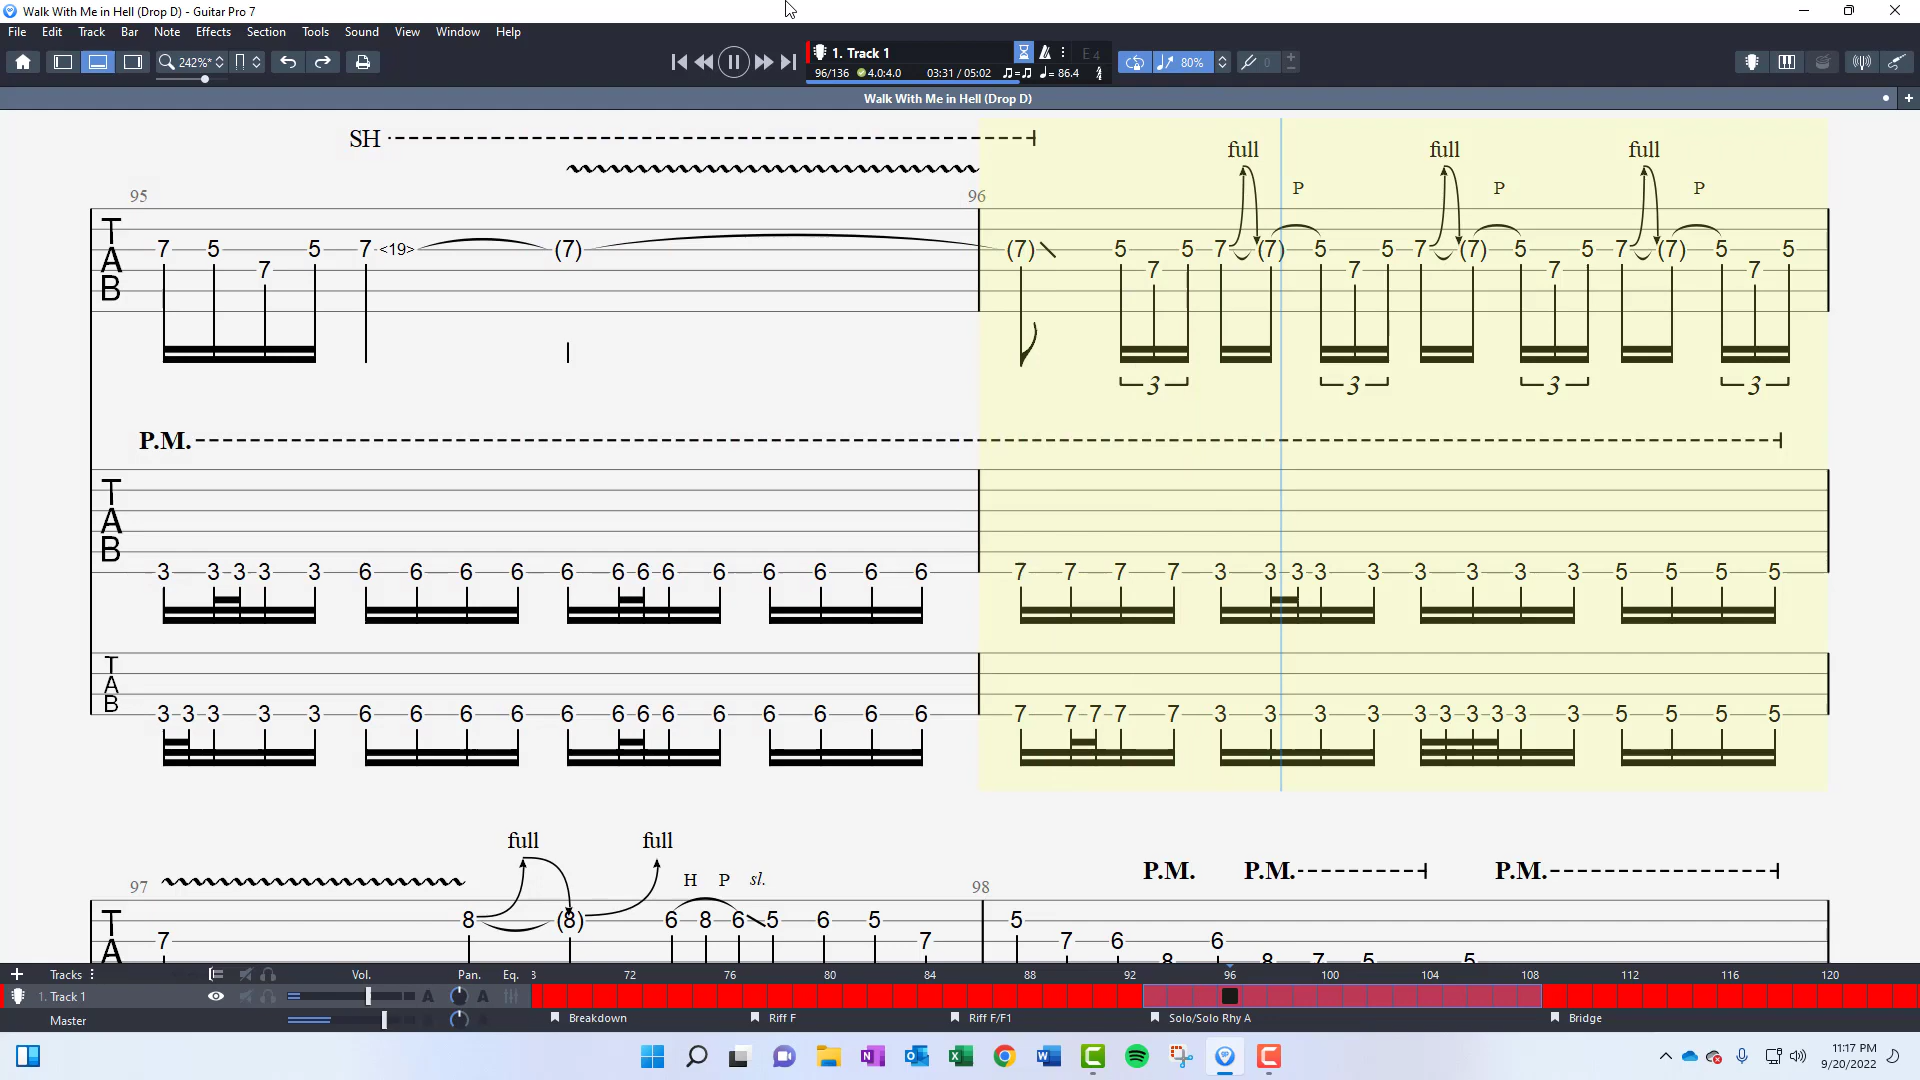 Walk With Me in Hell (Drop D) - Guitar Pro 7
File Edit Track Bar Note Effects Section Tools Sound View Window Help
242%* 1. Track 1 E 4 80% 0
96/136 4.0:4.0 03:31 / 05:02 = 86.4
Walk With Me in Hell (Drop D)
SH
full full full
P P P
95 96
T A B
7 5 7 5 7 <19> (7) (7) 5 7 5 7 (7) 5 7 5 7 (7) 5 7 5 7 (7) 5 7 5
3 3 3 3
P.M.
T A B
3 3 3 3 3 6 6 6 6 6 6 6 6 6 6 6 6 6 7 7 7 7 3 3 3 3 3 3 3 3 3 5 5 5 5
T A B
3 3 3 3 3 6 6 6 6 6 6 6 6 6 6 6 6 6 7 7 7 7 7 3 3 3 3 3 3 3 3 3 3 5 5 5 5
full full
H P sl. P.M. P.M. P.M.
97 98
T A
7 8 (8) 6 8 6 5 6 5 7 5 7 6 8 6 8 7 5 5
Tracks Vol. Pan. Eq. 3 72 76 80 84 88 92 96 100 104 108 112 116 120
1. Track 1 A A
Master Breakdown Riff F Riff F/F1 Solo/Solo Rhy A Bridge
11:17 PM
9/20/2022